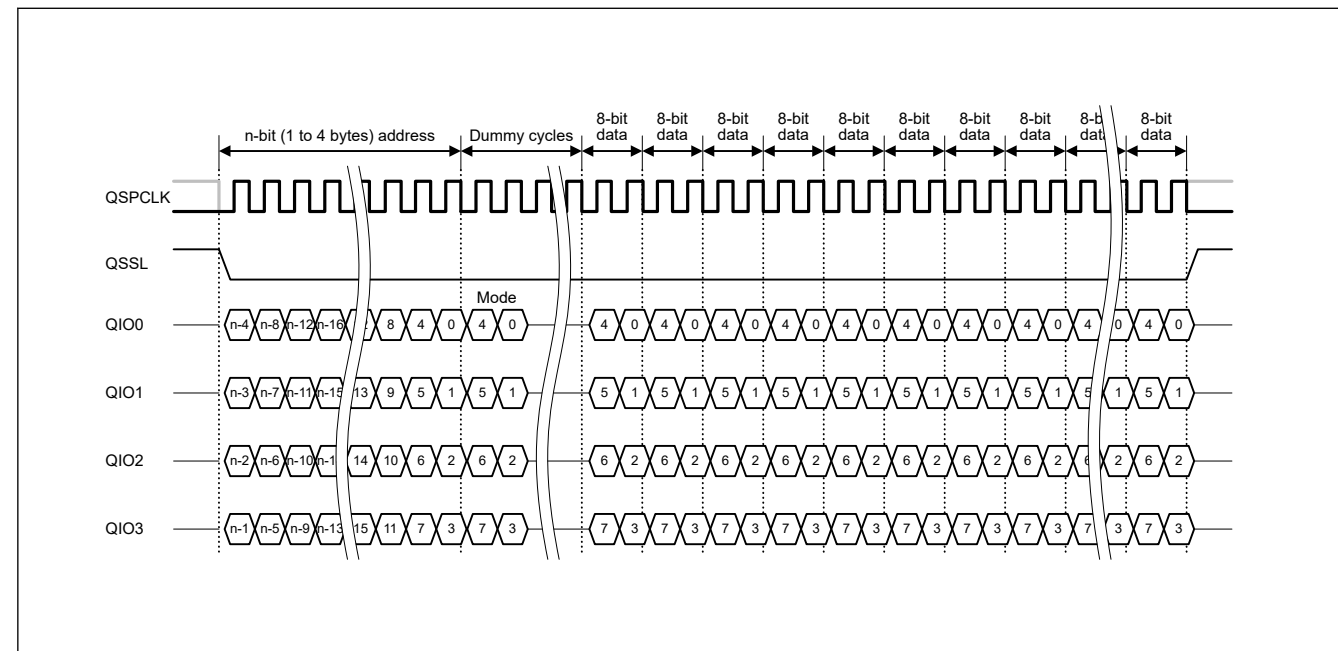 8-bit data 8-bit data 8-bit data 8-bit data 8-bit data 8-bit data 8-bit data 8-bit data 8-bit 8-bit data
n-bit (1 to 4 bytes) address Dummy cycles
QSPCLK
QSSL
Mode
QIO0 n-4 n-8 n-12 n-16 8 4 0 4 0 4 0 4 0 4 0 4 0 4 0 4 0 4 0 4 0 4 0 4 0
QIO1 n-3 n-7 n-11 n-15 13 9 5 1 5 1 5 1 5 1 5 1 5 1 5 1 5 1 5 1 5 1 5 1 5 1
QIO2 n-2 n-6 n-10 14 10 6 2 6 2 6 2 6 2 6 2 6 2 6 2 6 2 6 2 6 2 6 2 6 2
QIO3 n-1 n-5 n-9 n-13 15 11 7 3 7 3 7 3 7 3 7 3 7 3 7 3 7 3 7 3 7 3 7 3 7 3